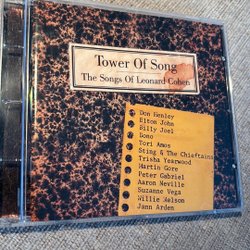 Tower Of Song
The Songs Of Leonard Cohen
Don Henley
Elton John
Billy Joel
Bono
Tori Amos
Sting & The Chieftains
Trisha Yearwood
Martin Gore
Peter Gabriel
Aaron Neville
Suzanne Vega
Willie Nelson
Jann Arden